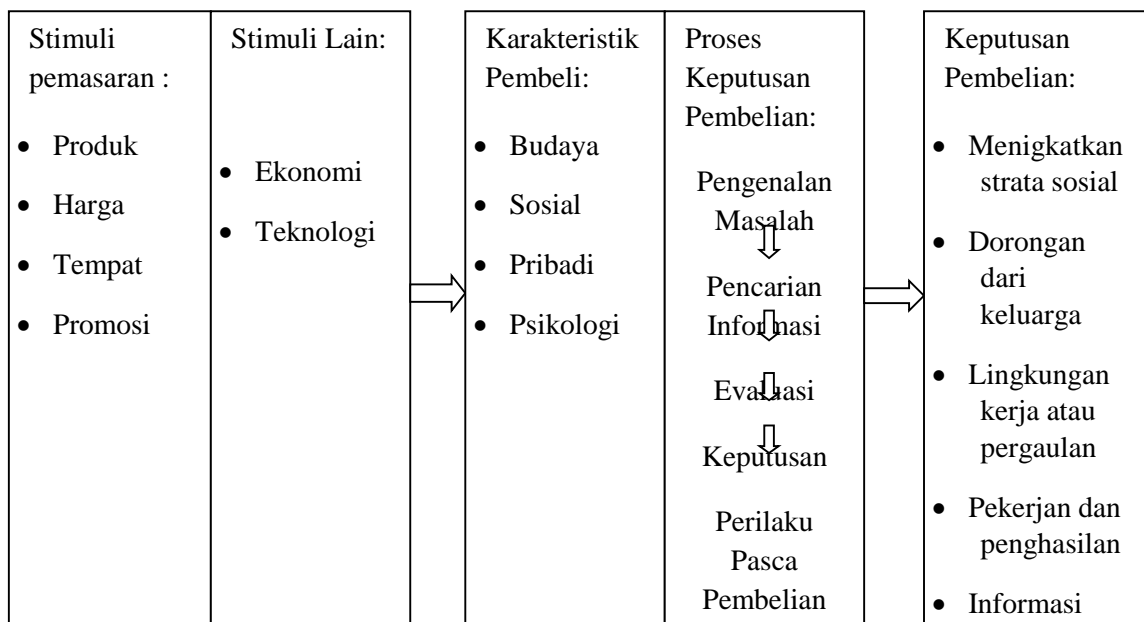 Stimuli
pemasaran :
• Produk
• Harga
• Tempat
• Promosi
Stimuli Lain:
• Ekonomi
• Teknologi
Karakteristik
Pembeli:
• Budaya
• Sosial
• Pribadi
• Psikologi
Proses
Keputusan
Pembelian:
Pengenalan
Masalah
Pencarian
Informasi
Evaluasi
Keputusan
Perilaku
Pasca
Pembelian
Keputusan
Pembelian:
• Menigkatkan
strata sosial
• Dorongan
dari
keluarga
• Lingkungan
kerja atau
pergaulan
• Pekerjan dan
penghasilan
• Informasi